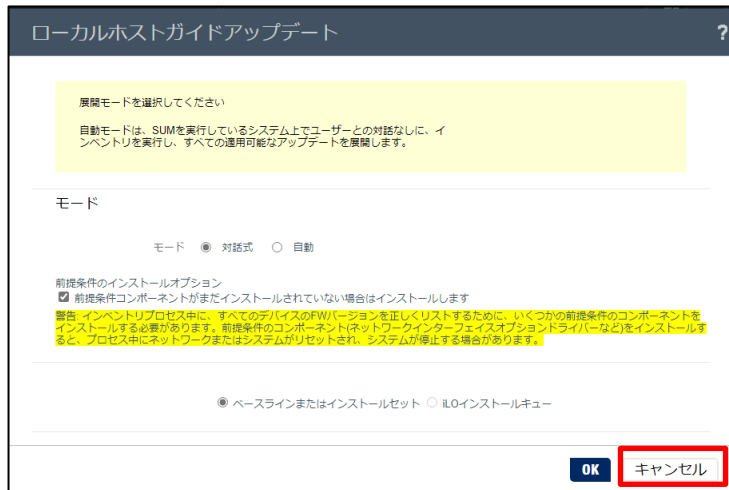 ローカルホストガイドアップデート
?
展開モードを選択してください
自動モードは、SUMを実行しているシステム上でユーザーとの対話なしに、イ
ンベントリを実行し、すべての適用可能なアップデートを展開します。
モード
モード 対話式 自動
前提条件のインストールオプション
前提条件コンポーネントがまだインストールされていない場合はインストールします
警告: インベントリプロセス中に、すべてのデバイスのFWバージョンを正しくリストするために、いくつかの前提条件のコンポーネントを
インストールする必要があります。前提条件のコンポーネント(ネットワークインターフェイスオプションドライバーなど)をインストールす
ると、プロセス中にネットワークまたはシステムがリセットされ、システムが停止する場合があります。
ベースラインまたはインストールセット iLOインストールキュー
OK キャンセル